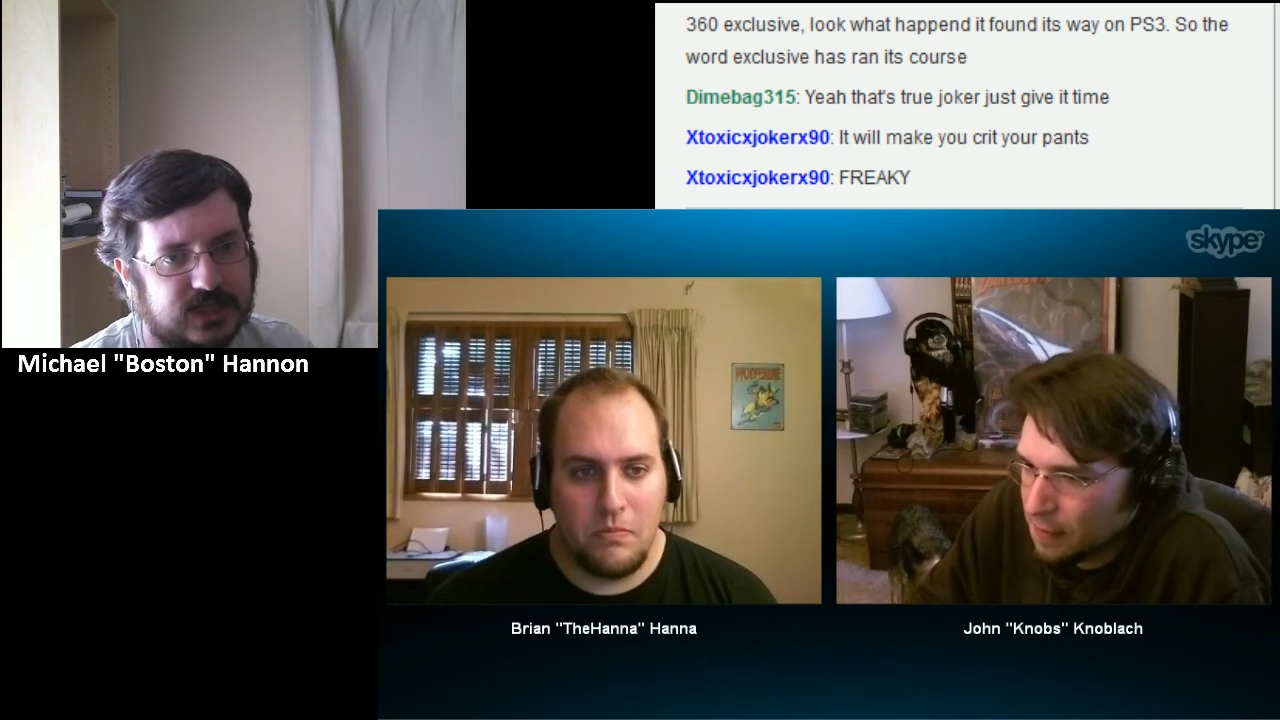 360 exclusive, look what happend it found its way on PS3. So the
word exclusive has ran its course
Dimebag315: Yeah that's true joker just give it time
Xtoxicxjokerx90: It will make you crit your pants
Xtoxicxjokerx90: FREAKY
skype
Michael "Boston" Hannon
WOLVERINE
Brian "TheHanna" Hanna
John "Knobs" Knoblach